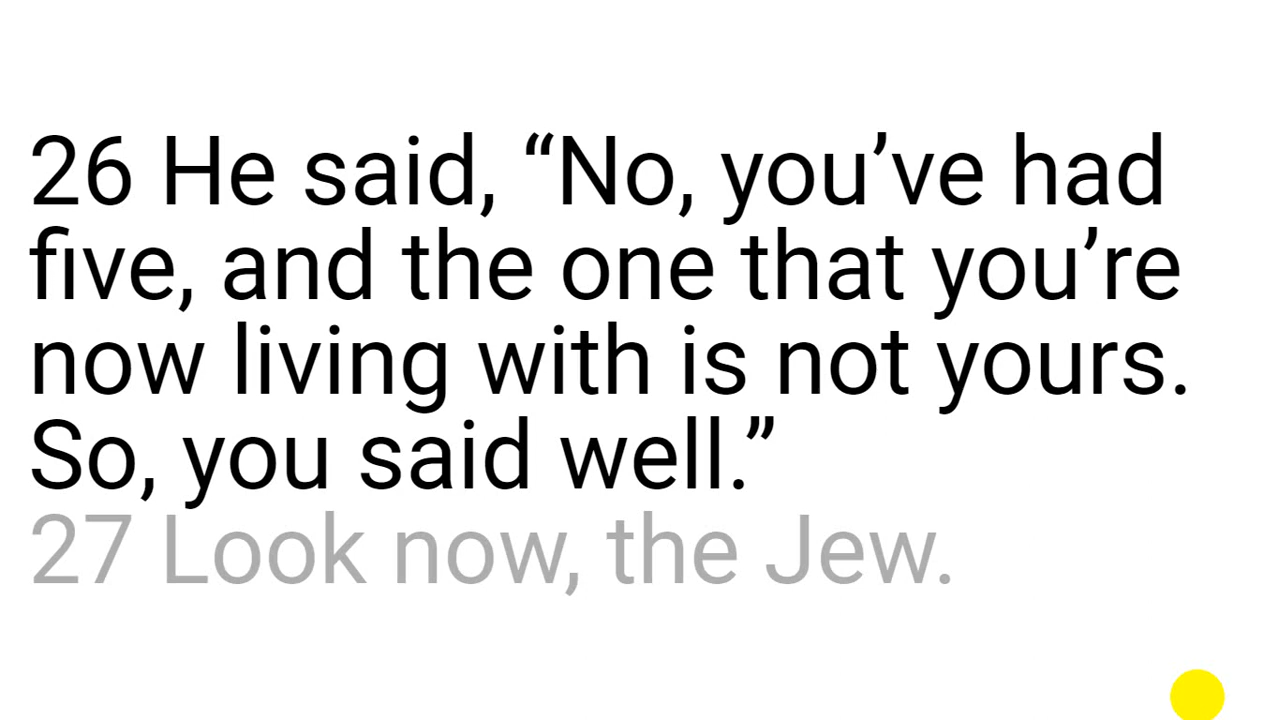 26 He said, “No, you’ve had
five, and the one that you’re
now living with is not yours.
So, you said well.”
27 Look now, the Jew.